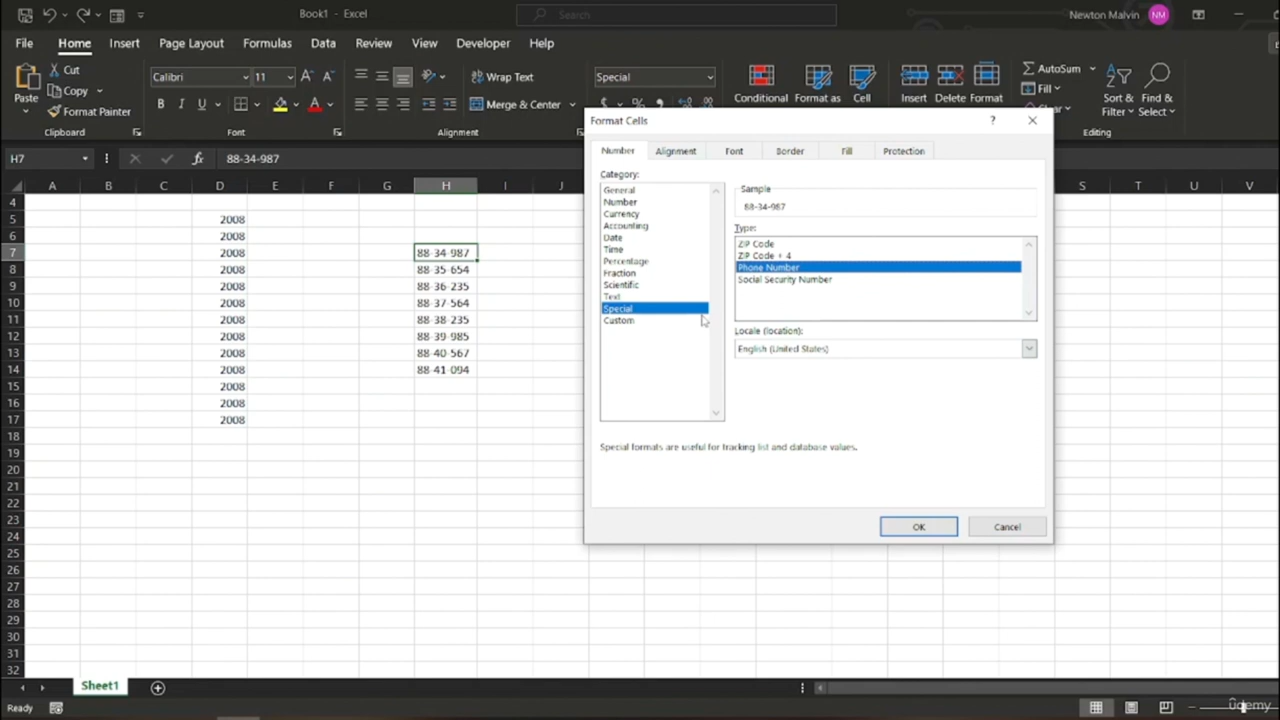 Book1 - Excel
Search
Newton Malvin NM
File Home Insert Page Layout Formulas Data Review View Developer Help
Paste
Cut
Copy
Format Painter
Clipboard
Calibri 11
B I U
Font
Wrap Text
Merge & Center
Alignment
Special
Conditional
Format as
Cell
Insert Delete Format
AutoSum
Fill
Clear
Sort & Filter
Find & Select
Editing
H7 fx 88-34-987
A B C D E F G H I J S T U V
4
5 2008
6 2008
7 2008 88-34-987
8 2008 88-35-654
9 2008 88-36-235
10 2008 88-37-564
11 2008 88-38-235
12 2008 88-39-985
13 2008 88-40-567
14 2008 88-41-094
15 2008
16 2008
17 2008
18
19
20
21
22
23
24
25
26
27
28
29
30
31
32
Format Cells ?
Number Alignment Font Border Fill Protection
Category:
General
Number
Currency
Accounting
Date
Time
Percentage
Fraction
Scientific
Text
Special
Custom
Sample
88-34-987
Type:
ZIP Code
ZIP Code + 4
Phone Number
Social Security Number
Locale (location):
English (United States)
Special formats are useful for tracking list and database values.
OK Cancel
Sheet1
Ready
ûdemy